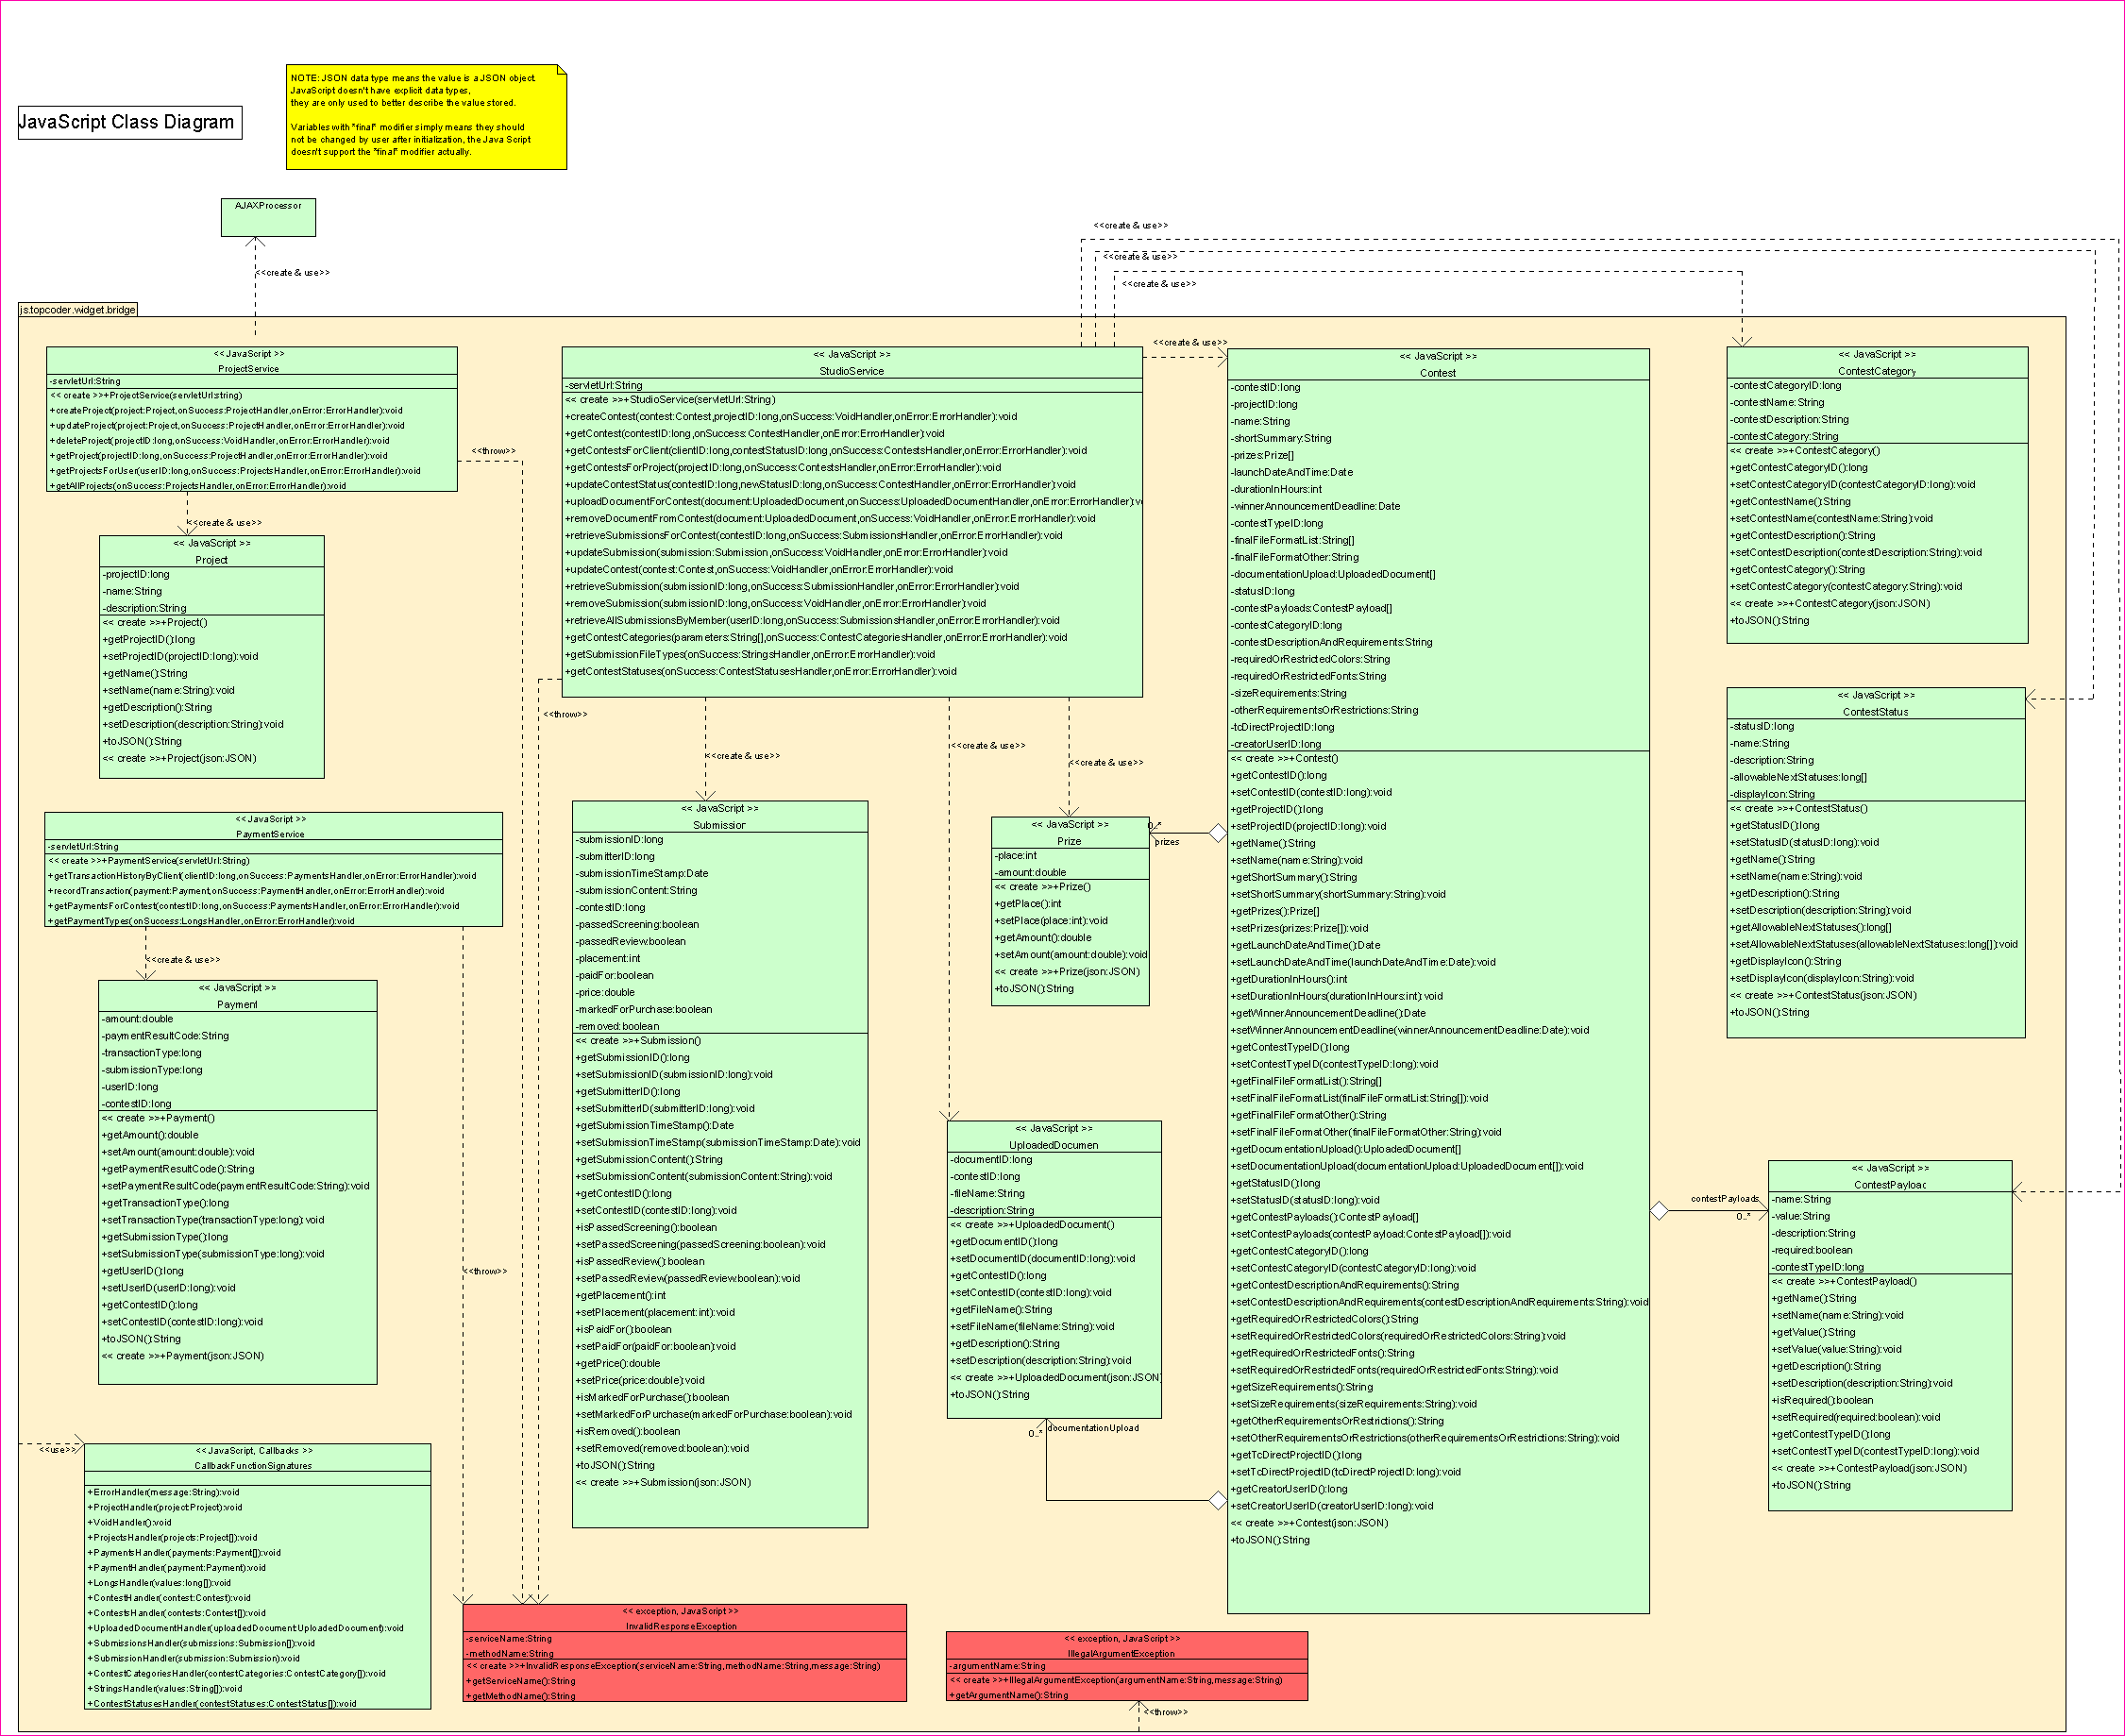 NOTE: JSON data type means the value is a JSON object.
JavaScript doesn't have explicit data types,
they are only used to better describe the value stored.
Variables with "final" modifier simply means they should
not be changed by user after initialization, the Java Script
doesn't support the "final" modifier actually.
JavaScript Class Diagram
AJAXProcessor
<<create & use>>
<<create & use>>
<<create & use>>
<<create & use>>
js.topcoder.widget.bridge
<< JavaScript >>
ProjectService
-servletUrl:String
<< create >>+ProjectService(servletUrl:string)
+createProject(project:Project,onSuccess:ProjectHandler,onError:ErrorHandler):void
+updateProject(project:Project,onSuccess:ProjectHandler,onError:ErrorHandler):void
+deleteProject(projectID:long,onSuccess:VoidHandler,onError:ErrorHandler):void
+getProject(projectID:long,onSuccess:ProjectHandler,onError:ErrorHandler):void
+getProjectsForUser(userID:long,onSuccess:ProjectsHandler,onError:ErrorHandler):void
+getAllProjects(onSuccess:ProjectsHandler,onError:ErrorHandler):void
<<throw>>
<<create & use>>
<< JavaScript >>
Project
-projectID:long
-name:String
-description:String
<< create >>+Project()
+getProjectID():long
+setProjectID(projectID:long):void
+getName():String
+setName(name:String):void
+getDescription():String
+setDescription(description:String):void
+toJSON():String
<< create >>+Project(json:JSON)
<< JavaScript >>
PaymentService
-servletUrl:String
<< create >>+PaymentService(servletUrl:String)
+getTransactionHistoryByClient(clientID:long,onSuccess:PaymentsHandler,onError:ErrorHandler):void
+recordTransaction(payment:Payment,onSuccess:PaymentHandler,onError:ErrorHandler):void
+getPaymentsForContest(contestID:long,onSuccess:PaymentsHandler,onError:ErrorHandler):void
+getPaymentTypes(onSuccess:LongsHandler,onError:ErrorHandler):void
<<create & use>>
<< JavaScript >>
Payment
-amount:double
-paymentResultCode:String
-transactionType:long
-submissionType:long
-userID:long
-contestID:long
<< create >>+Payment()
+getAmount():double
+setAmount(amount:double):void
+getPaymentResultCode():String
+setPaymentResultCode(paymentResultCode:String):void
+getTransactionType():long
+setTransactionType(transactionType:long):void
+getSubmissionType():long
+setSubmissionType(submissionType:long):void
+getUserID():long
+setUserID(userID:long):void
+getContestID():long
+setContestID(contestID:long):void
+toJSON():String
<< create >>+Payment(json:JSON)
<<throw>>
<<use>>
<<JavaScript, Callbacks >>
CallbackFunctionSignatures
+ErrorHandler(message:String):void
+ProjectHandler(project:Project):void
+VoidHandler():void
+ProjectsHandler(projects:Project[]):void
+PaymentsHandler(payments:Payment[]):void
+PaymentHandler(payment:Payment):void
+LongsHandler(values:long[]):void
+ContestHandler(contest:Contest):void
+ContestsHandler(contests:Contest[]):void
+UploadedDocumentHandler(uploadedDocument:UploadedDocument):void
+SubmissionsHandler(submissions:Submission[]):void
+SubmissionHandler(submission:Submission):void
+ContestCategoriesHandler(contestCategories:ContestCategory[]):void
+StringsHandler(values:String[]):void
+ContestStatusesHandler(contestStatuses:ContestStatus[]):void
<< JavaScript >>
StudioService
-servletUrl:String
<< create >>+StudioService(servletUrl:String)
+createContest(contest:Contest,projectID:long,onSuccess:VoidHandler,onError:ErrorHandler):void
+getContest(contestID:long,onSuccess:ContestHandler,onError:ErrorHandler):void
+getContestsForClient(clientID:long,contestStatusID:long,onSuccess:ContestsHandler,onError:ErrorHandler):void
+getContestsForProject(projectID:long,onSuccess:ContestsHandler,onError:ErrorHandler):void
+updateContestStatus(contestID:long,newStatusID:long,onSuccess:ContestHandler,onError:ErrorHandler):void
+uploadDocumentForContest(document:UploadedDocument,onSuccess:UploadedDocumentHandler,onError:ErrorHandler):v
+removeDocumentFromContest(document:UploadedDocument,onSuccess:VoidHandler,onError:ErrorHandler):void
+retrieveSubmissionsForContest(contestID:long,onSuccess:SubmissionsHandler,onError:ErrorHandler):void
+updateSubmission(submission:Submission,onSuccess:VoidHandler,onError:ErrorHandler):void
+updateContest(contest:Contest,onSuccess:VoidHandler,onError:ErrorHandler):void
+retrieveSubmission(submissionID:long,onSuccess:SubmissionHandler,onError:ErrorHandler):void
+removeSubmission(submissionID:long,onSuccess:VoidHandler,onError:ErrorHandler):void
+retrieveAllSubmissionsByMember(userID:long,onSuccess:SubmissionsHandler,onError:ErrorHandler):void
+getContestCategories(parameters:String[],onSuccess:ContestCategoriesHandler,onError:ErrorHandler):void
+getSubmissionFileTypes(onSuccess:StringsHandler,onError:ErrorHandler):void
+getContestStatuses(onSuccess:ContestStatusesHandler,onError:ErrorHandler):void
<<throw>>
<<create & use>>
<<create & use>>
<<create & use>>
<<create & use>>
<< JavaScript >>
Submission
-submissionID:long
-submitterID:long
-submissionTimeStamp:Date
-submissionContent:String
-contestID:long
-passedScreening:boolean
-passedReview:boolean
-placement:int
-paidFor:boolean
-price:double
-markedForPurchase:boolean
-removed:boolean
<< create >>+Submission()
+getSubmissionID():long
+setSubmissionID(submissionID:long):void
+getSubmitterID():long
+setSubmitterID(submitterID:long):void
+getSubmissionTimeStamp():Date
+setSubmissionTimeStamp(submissionTimeStamp:Date):void
+getSubmissionContent():String
+setSubmissionContent(submissionContent:String):void
+getContestID():long
+setContestID(contestID:long):void
+isPassedScreening():boolean
+setPassedScreening(passedScreening:boolean):void
+isPassedReview():boolean
+setPassedReview(passedReview:boolean):void
+getPlacement():int
+setPlacement(placement:int):void
+isPaidFor():boolean
+setPaidFor(paidFor:boolean):void
+getPrice():double
+setPrice(price:double):void
+isMarkedForPurchase():boolean
+setMarkedForPurchase(markedForPurchase:boolean):void
+isRemoved():boolean
+setRemoved(removed:boolean):void
+toJSON():String
<< create >>+Submission(json:JSON)
<< JavaScript >>
Prize
-place:int
-amount:double
<< create >>+Prize()
+getPlace():int
+setPlace(place:int):void
+getAmount():double
+setAmount(amount:double):void
<< create >>+Prize(json:JSON)
+toJSON():String
0..*
prizes
<< JavaScript >>
UploadedDocumen
-documentID:long
-contestID:long
-fileName:String
-description:String
<< create >>+UploadedDocument()
+getDocumentID():long
+setDocumentID(documentID:long):void
+getContestID():long
+setContestID(contestID:long):void
+getFileName():String
+setFileName(fileName:String):void
+getDescription():String
+setDescription(description:String):void
<< create >>+UploadedDocument(json:JSON)
+toJSON():String
0..*
documentationUpload
<< JavaScript >>
Contest
-contestID:long
-projectID:long
-name:String
-shortSummary:String
-prizes:Prize[]
-launchDateAndTime:Date
-durationInHours:int
-winnerAnnouncementDeadline:Date
-contestTypeID:long
-finalFileFormatList:String[]
-finalFileFormatOther:String
-documentationUpload:UploadedDocument[]
-statusID:long
-contestPayloads:ContestPayload[]
-contestCategoryID:long
-contestDescriptionAndRequirements:String
-requiredOrRestrictedColors:String
-requiredOrRestrictedFonts:String
-sizeRequirements:String
-otherRequirementsOrRestrictions:String
-tcDirectProjectID:long
-creatorUserID:long
<< create >>+Contest()
+getContestID():long
+setContestID(contestID:long):void
+getProjectID():long
+setProjectID(projectID:long):void
+getName():String
+setName(name:String):void
+getShortSummary():String
+setShortSummary(shortSummary:String):void
+getPrizes():Prize[]
+setPrizes(prizes:Prize[]):void
+getLaunchDateAndTime():Date
+setLaunchDateAndTime(launchDateAndTime:Date):void
+getDurationInHours():int
+setDurationInHours(durationInHours:int):void
+getWinnerAnnouncementDeadline():Date
+setWinnerAnnouncementDeadline(winnerAnnouncementDeadline:Date):void
+getContestTypeID():long
+setContestTypeID(contestTypeID:long):void
+getFinalFileFormatList():String[]
+setFinalFileFormatList(finalFileFormatList:String[]):void
+getFinalFileFormatOther():String
+setFinalFileFormatOther(finalFileFormatOther:String):void
+getDocumentationUpload():UploadedDocument[]
+setDocumentationUpload(documentationUpload:UploadedDocument[]):void
+getStatusID():long
+setStatusID(statusID:long):void
+getContestPayloads():ContestPayload[]
+setContestPayloads(contestPayload:ContestPayload[]):void
+getContestCategoryID():long
+setContestCategoryID(contestCategoryID:long):void
+getContestDescriptionAndRequirements():String
+setContestDescriptionAndRequirements(contestDescriptionAndRequirements:String):void
+getRequiredOrRestrictedColors():String
+setRequiredOrRestrictedColors(requiredOrRestrictedColors:String):void
+getRequiredOrRestrictedFonts():String
+setRequiredOrRestrictedFonts(requiredOrRestrictedFonts:String):void
+getSizeRequirements():String
+setSizeRequirements(sizeRequirements:String):void
+getOtherRequirementsOrRestrictions():String
+setOtherRequirementsOrRestrictions(otherRequirementsOrRestrictions:String):void
+getTcDirectProjectID():long
+setTcDirectProjectID(tcDirectProjectID:long):void
+getCreatorUserID():long
+setCreatorUserID(creatorUserID:long):void
<< create >>+Contest(json:JSON)
+toJSON():String
<< JavaScript >>
ContestCategory
-contestCategoryID:long
-contestName:String
-contestDescription:String
-contestCategory:String
<< create >>+ContestCategory()
+getContestCategoryID():long
+setContestCategoryID(contestCategoryID:long):void
+getContestName():String
+setContestName(contestName:String):void
+getContestDescription():String
+setContestDescription(contestDescription:String):void
+getContestCategory():String
+setContestCategory(contestCategory:String):void
<< create >>+ContestCategory(json:JSON)
+toJSON():String
<< JavaScript >>
ContestStatus
-statusID:long
-name:String
-description:String
-allowableNextStatuses:long[]
-displayIcon:String
<< create >>+ContestStatus()
+getStatusID():long
+setStatusID(statusID:long):void
+getName():String
+setName(name:String):void
+getDescription():String
+setDescription(description:String):void
+getAllowableNextStatuses():long[]
+setAllowableNextStatuses(allowableNextStatuses:long[]):void
+getDisplayIcon():String
+setDisplayIcon(displayIcon:String):void
<< create >>+ContestStatus(json:JSON)
+toJSON():String
contestPayloads
0..*
<< JavaScript >>
ContestPayload
-name:String
-value:String
-description:String
-required:boolean
-contestTypeID:long
<< create >>+ContestPayload()
+getName():String
+setName(name:String):void
+getValue():String
+setValue(value:String):void
+getDescription():String
+setDescription(description:String):void
+isRequired():boolean
+setRequired(required:boolean):void
+getContestTypeID():long
+setContestTypeID(contestTypeID:long):void
<< create >>+ContestPayload(json:JSON)
+toJSON():String
<< exception, JavaScript >>
InvalidResponseException
-serviceName:String
-methodName:String
<< create >>+InvalidResponseException(serviceName:String,methodName:String,message:String)
+getServiceName():String
+getMethodName():String
<< exception, JavaScript >>
IllegalArgumentException
-argumentName:String
<< create >>+IllegalArgumentException(argumentName:String,message:String)
+getArgumentName():String
<<throw>>